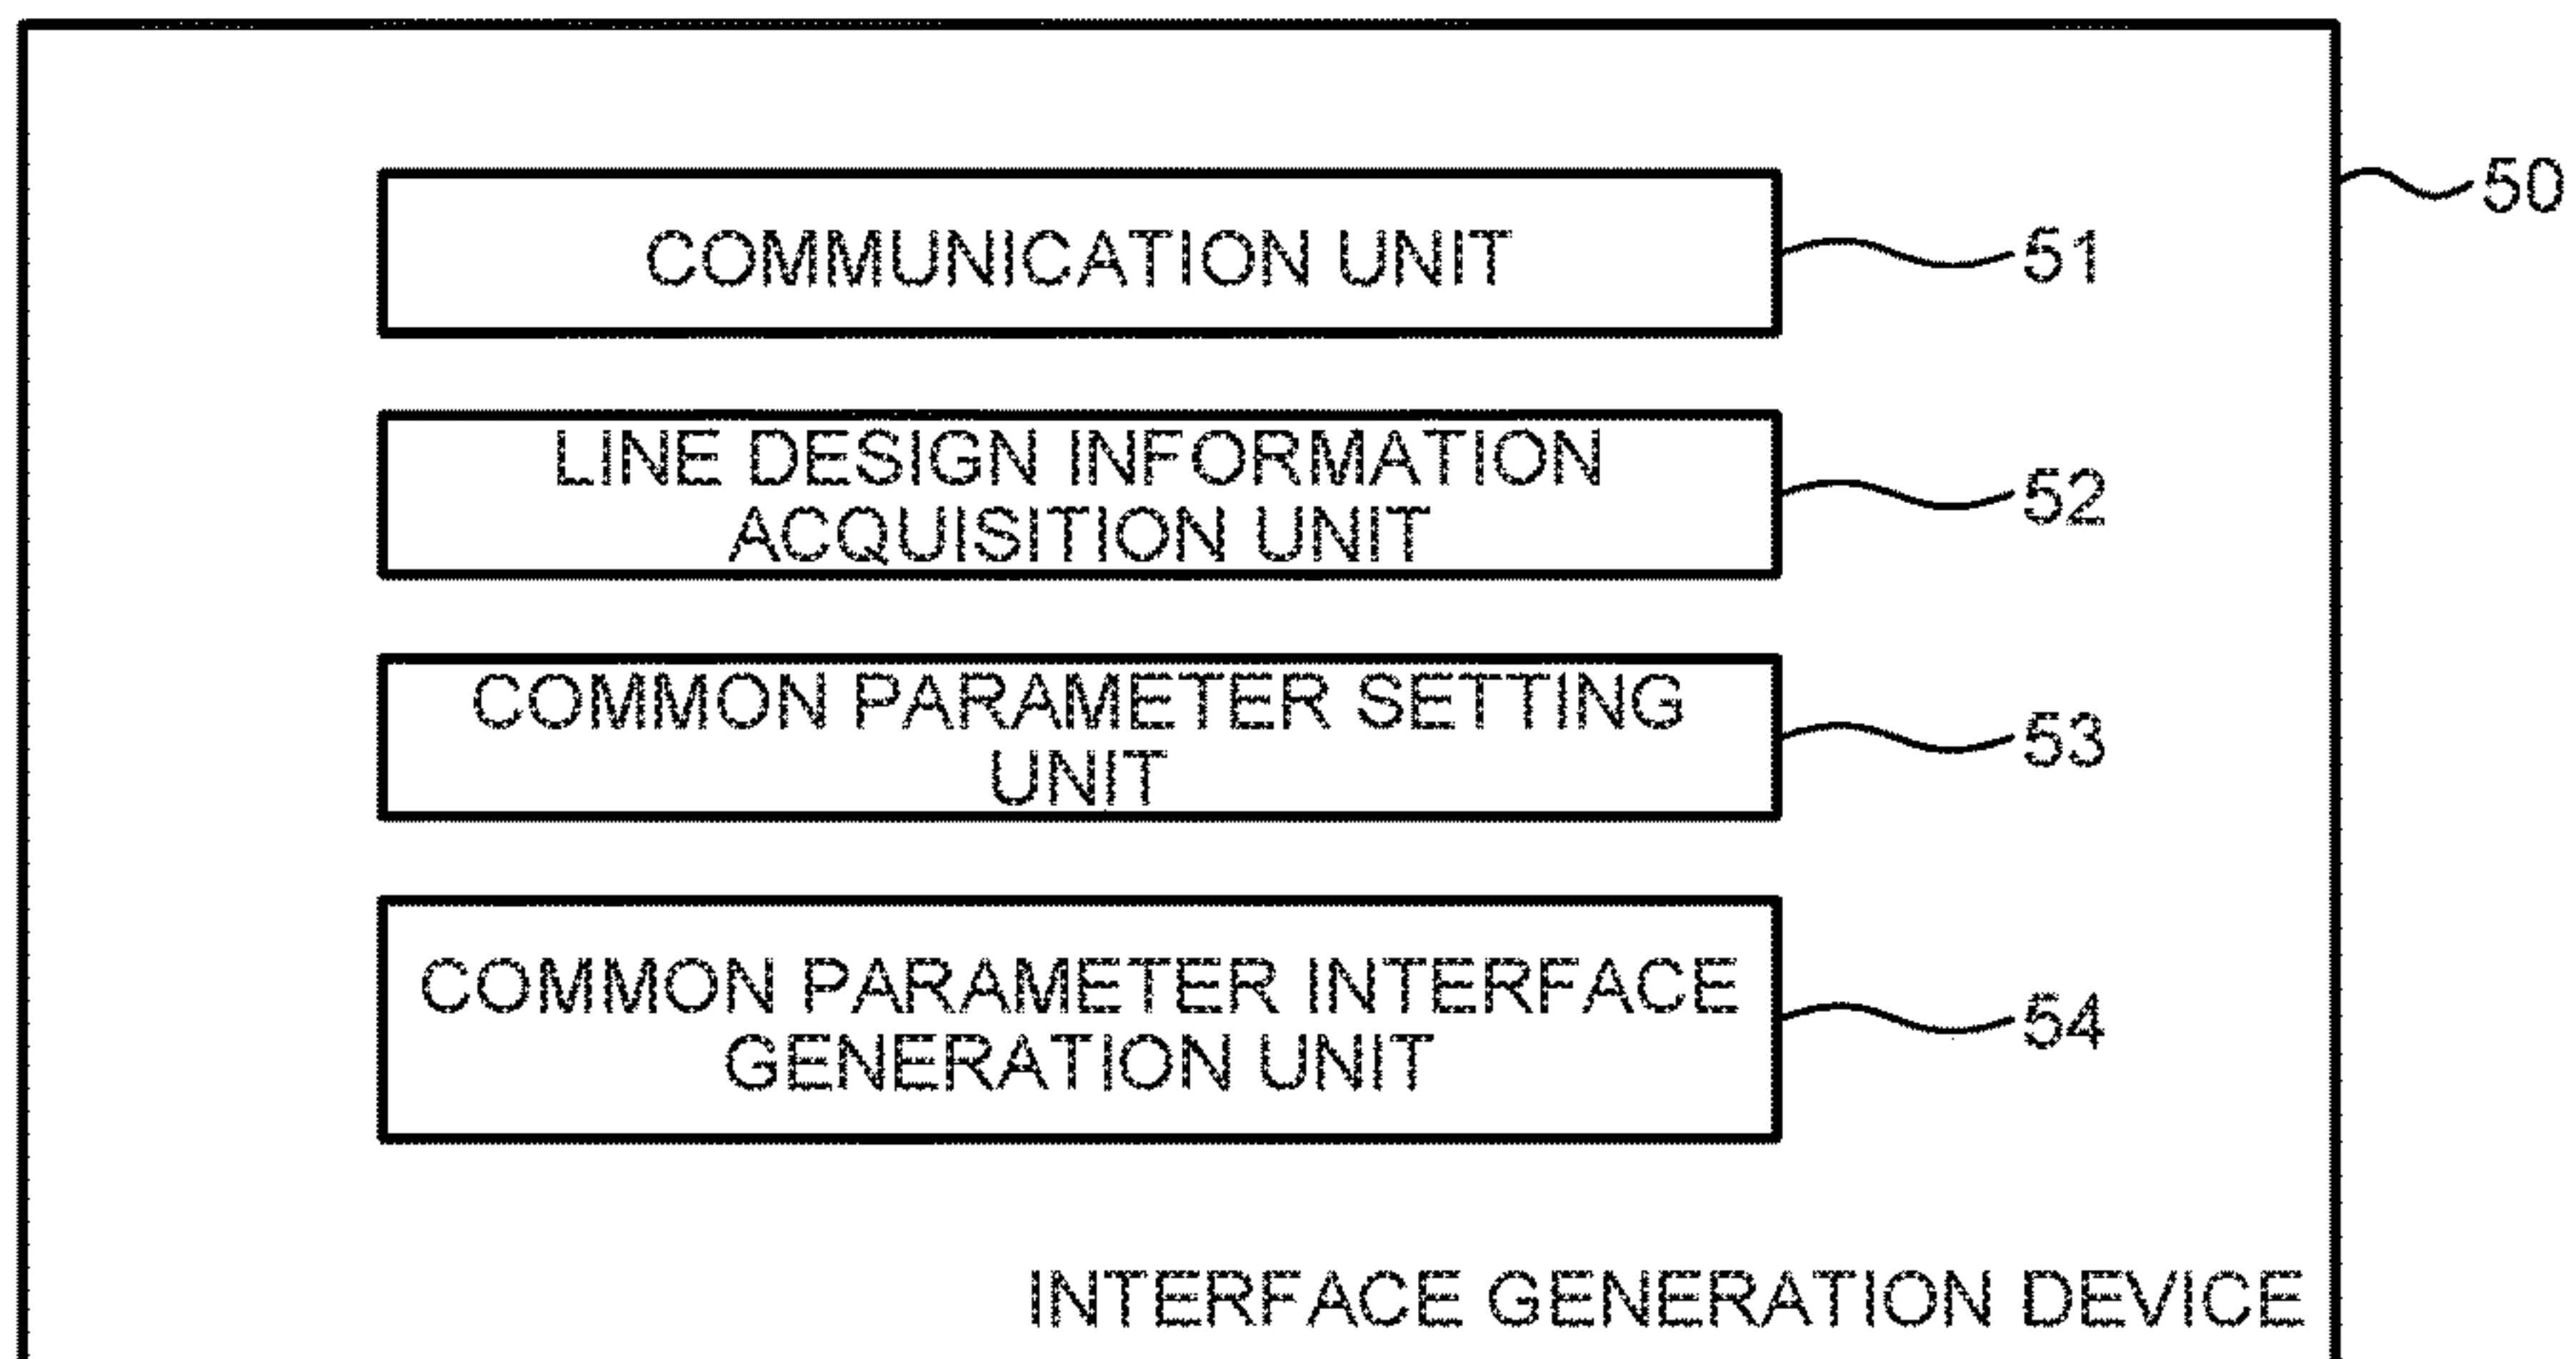 50
COMMUNICATION UNIT
51
LINE DESIGN INFORMATION
ACQUISITION UNIT
52
COMMON PARAMETER SETTING
UNIT
53
COMMON PARAMETER INTERFACE
GENERATION UNIT
54
INTERFACE GENERATION DEVICE